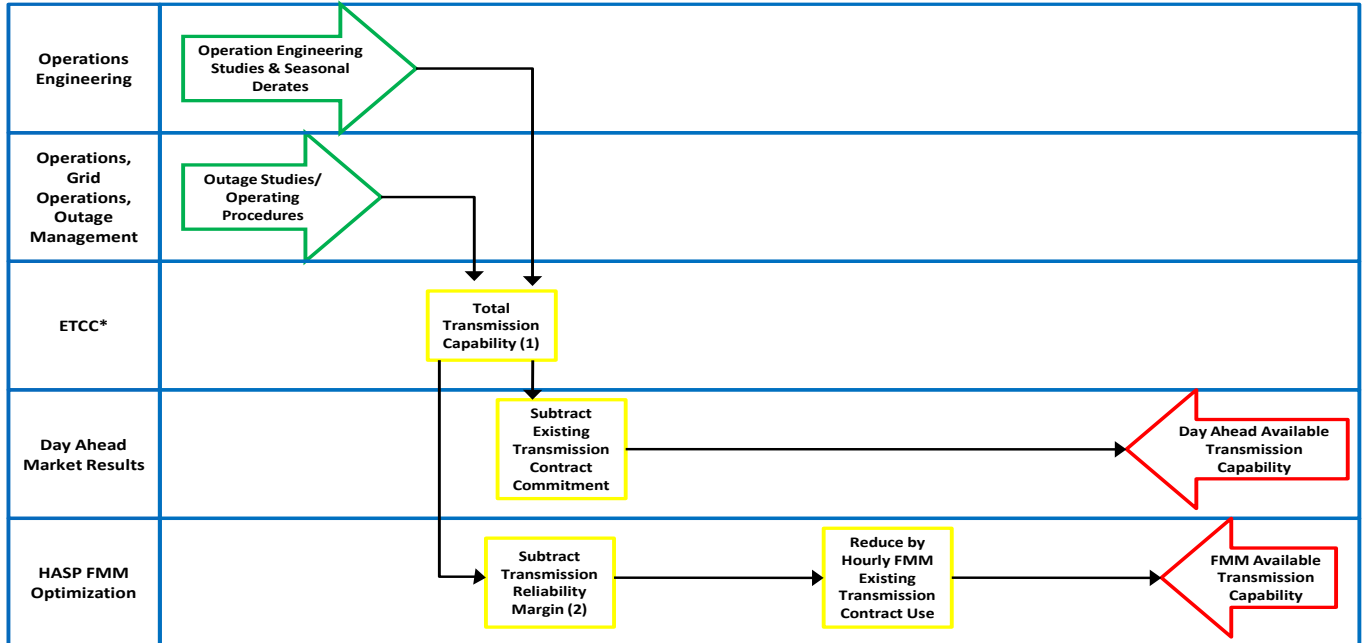 Operations
Engineering
Operation Engineering
Studies & Seasonal
Derates
Operations,
Grid
Operations,
Outage
Management
Outage Studies/
Operating
Procedures
ETCC*
Total
Transmission
Capability (1)
Day Ahead
Market Results
Subtract
Existing
Transmission
Contract
Commitment
Day Ahead Available
Transmission
Capability
HASP FMM
Optimization
Subtract
Transmission
Reliability
Margin (2)
Reduce by
Hourly FMM
Existing
Transmission
Contract Use
FMM Available
Transmission
Capability